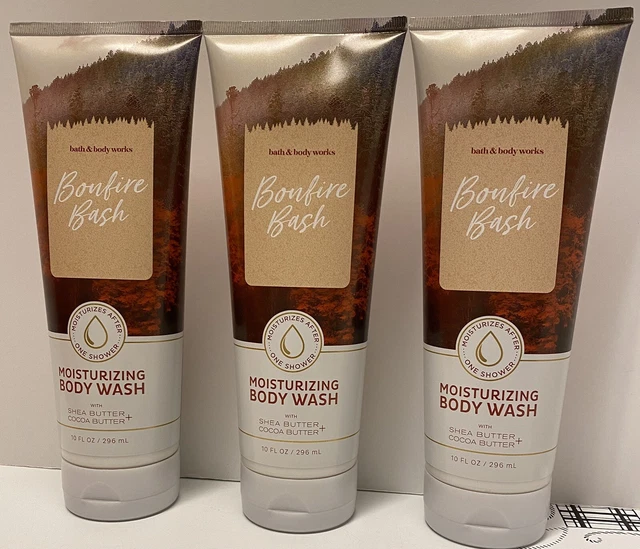 bath & body works
Bonfire
Bash
MOISTURIZES AFTER
ONE SHOWER
MOISTURIZING
BODY WASH
WITH
SHEA BUTTER +
COCOA BUTTER
10 FL OZ / 296 mL
bath & body works
Bonfire
Bash
MOISTURIZES AFTER
ONE SHOWER
MOISTURIZING
BODY WASH
WITH
SHEA BUTTER +
COCOA BUTTER
10 FL OZ / 296 mL
bath & body works
Bonfire
Bash
MOISTURIZES AFTER
ONE SHOWER
MOISTURIZING
BODY WASH
WITH
SHEA BUTTER +
COCOA BUTTER
10 FL OZ / 296 mL